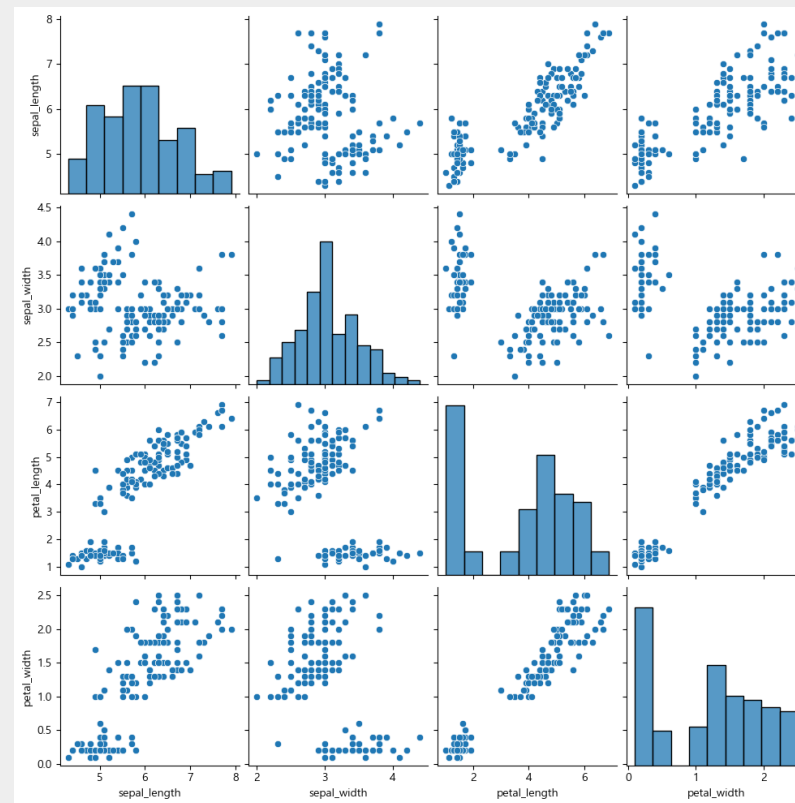 8
7
6
5
sepal_length
4.5
4.0
3.5
3.0
2.5
2.0
sepal_width
7
6
5
4
3
2
1
petal_length
2.5
2.0
1.5
1.0
0.5
0.0
petal_width
5 6 7 8
2 3 4
2 4 6
0 1 2
sepal_length sepal_width petal_length petal_width